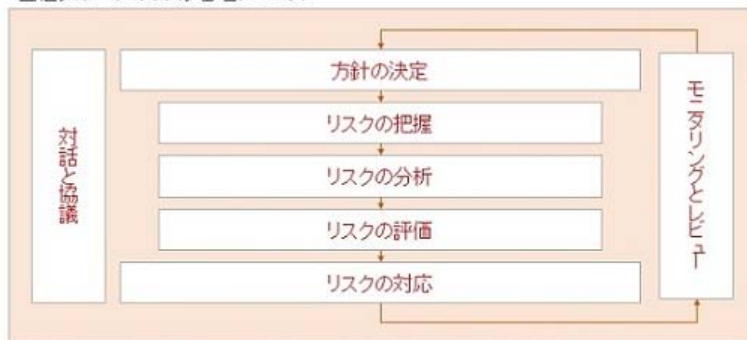 対話と協議
方針の決定
リスクの把握
リスクの分析
リスクの評価
リスクの対応
モニタリングとレビュー